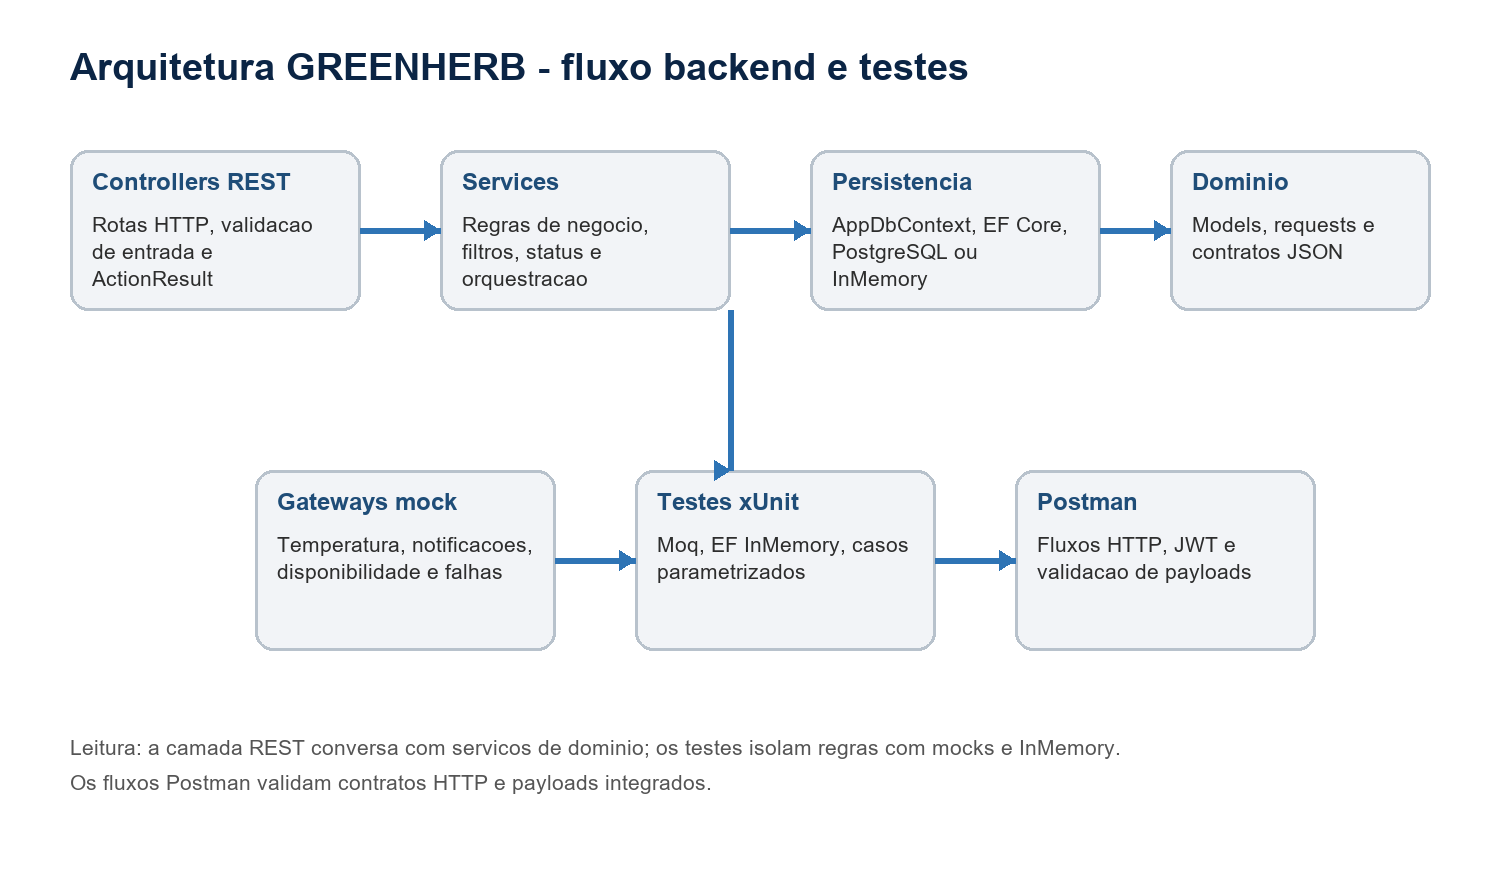 Arquitetura GREENHERB - fluxo backend e testes
Controllers REST
Rotas HTTP, validacao
de entrada e
ActionResult
Services
Regras de negocio,
filtros, status e
orquestracao
Persistencia
AppDbContext, EF Core,
PostgreSQL ou
InMemory
Dominio
Models, requests e
contratos JSON
Gateways mock
Temperatura, notificacoes,
disponibilidade e falhas
Testes xUnit
Moq, EF InMemory, casos
parametrizados
Postman
Fluxos HTTP, JWT e
validacao de payloads
Leitura: a camada REST conversa com servicos de dominio; os testes isolam regras com mocks e InMemory.
Os fluxos Postman validam contratos HTTP e payloads integrados.